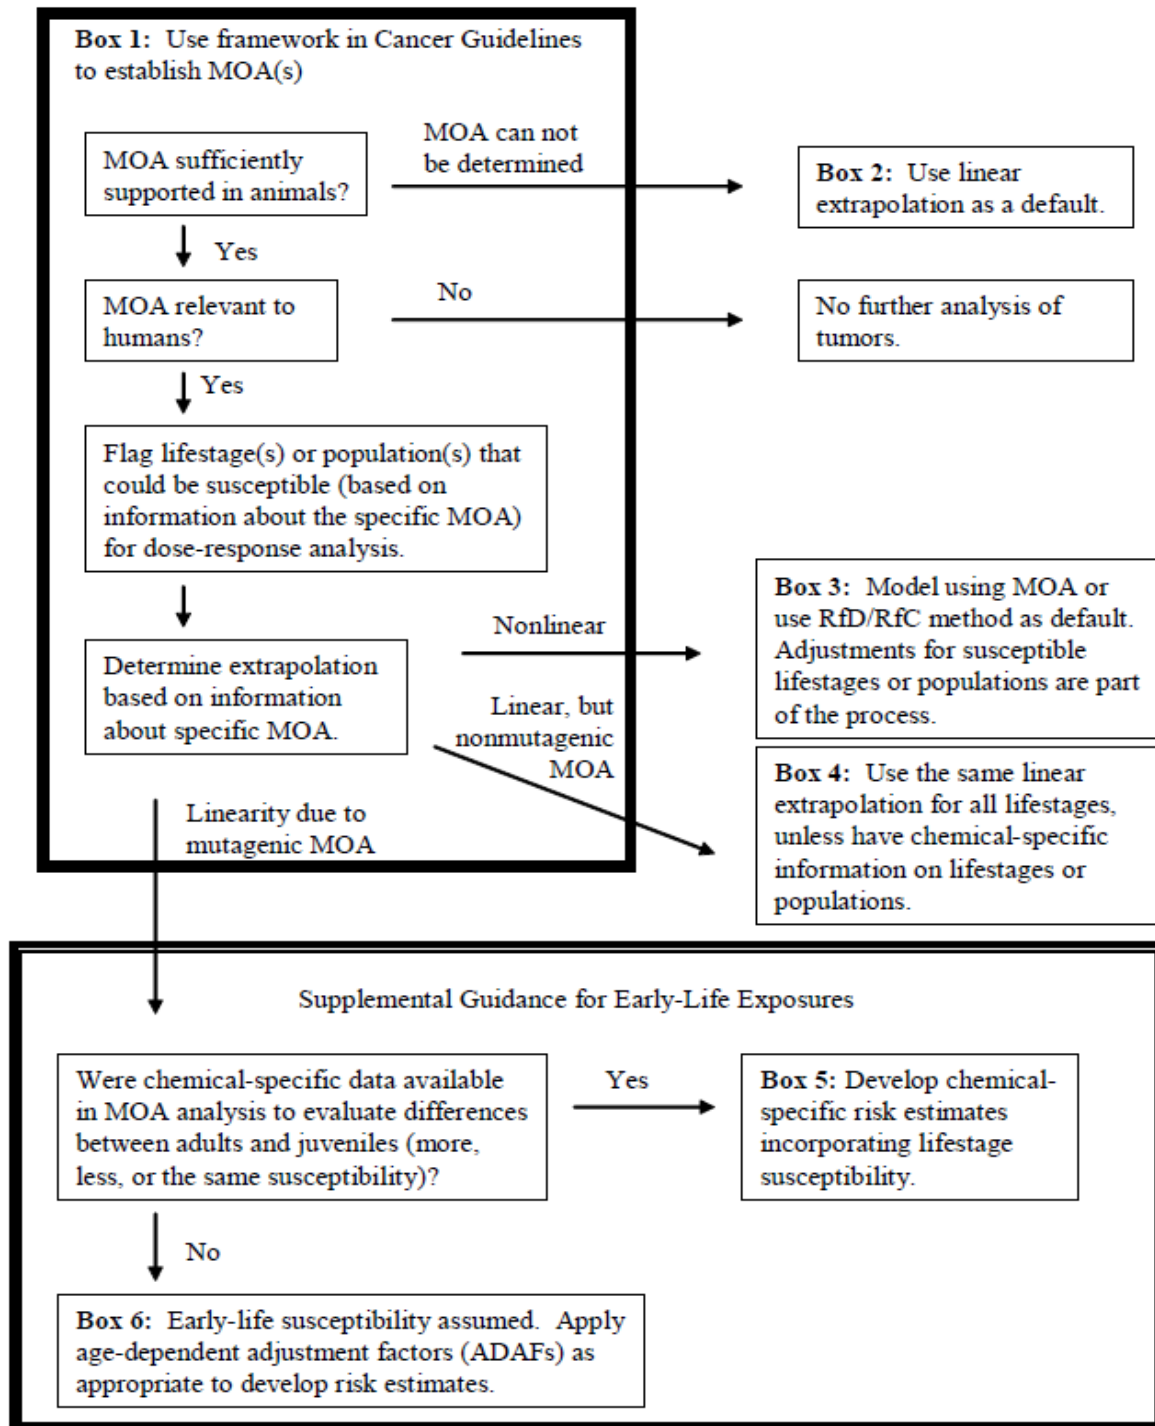 Box 1:  Use framework in Cancer Guidelines
to establish MOA(s)
MOA sufficiently
supported in animals?
MOA can not
be determined
Box 2:  Use linear
extrapolation as a default.
Yes
MOA relevant to
humans?
No
No further analysis of
tumors.
Yes
Flag lifestage(s) or population(s) that
could be susceptible (based on
information about the specific MOA)
for dose-response analysis.
Determine extrapolation
based on information
about specific MOA.
Nonlinear
Box 3:  Model using MOA or
use RfD/RfC method as default.
Adjustments for susceptible
lifestages or populations are part
of the process.
Linear, but
nonmutagenic
MOA
Box 4:  Use the same linear
extrapolation for all lifestages,
unless have chemical-specific
information on lifestages or
populations.
Linearity due to
mutagenic MOA
Supplemental Guidance for Early-Life Exposures
Were chemical-specific data available
in MOA analysis to evaluate differences
between adults and juveniles (more,
less, or the same susceptibility)?
Yes
Box 5: Develop chemical-
specific risk estimates
incorporating lifestage
susceptibility.
No
Box 6:  Early-life susceptibility assumed.  Apply
age-dependent adjustment factors (ADAFs) as
appropriate to develop risk estimates.